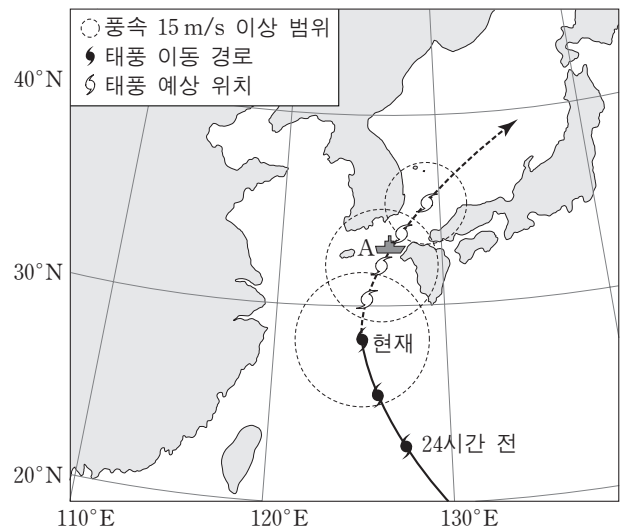 풍속 15 m/s 이상 범위
태풍 이동 경로
태풍 예상 위치
40°N
A
30°N
현재
24시간 전
20°N
110°E
120°E
130°E